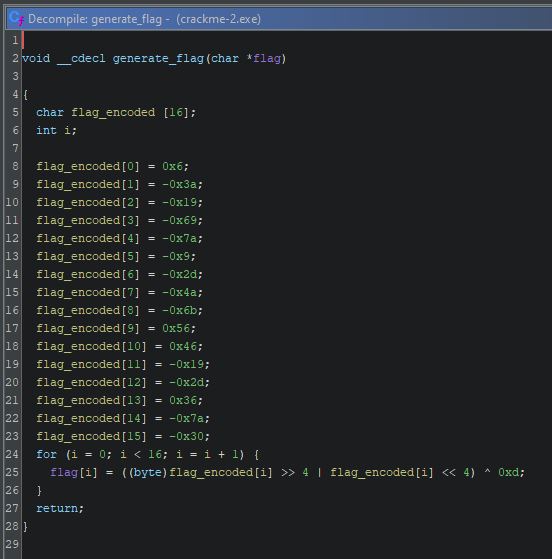 Decompile: generate_flag - (crackme-2.exe)
1
2 void __cdecl generate_flag(char *flag)
3
4 {
5 char flag_encoded [16];
6 int i;
7
8 flag_encoded[0] = 0x6;
9 flag_encoded[1] = -0x3a;
10 flag_encoded[2] = -0x19;
11 flag_encoded[3] = -0x69;
12 flag_encoded[4] = -0x7a;
13 flag_encoded[5] = -0x9;
14 flag_encoded[6] = -0x2d;
15 flag_encoded[7] = -0x4a;
16 flag_encoded[8] = -0x6b;
17 flag_encoded[9] = 0x56;
18 flag_encoded[10] = 0x46;
19 flag_encoded[11] = -0x19;
20 flag_encoded[12] = -0x2d;
21 flag_encoded[13] = 0x36;
22 flag_encoded[14] = -0x7a;
23 flag_encoded[15] = -0x30;
24 for (i = 0; i < 16; i = i + 1) {
25 flag[i] = ((byte)flag_encoded[i] >> 4 | flag_encoded[i] << 4) ^ 0xd;
26 }
27 return;
28 }
29